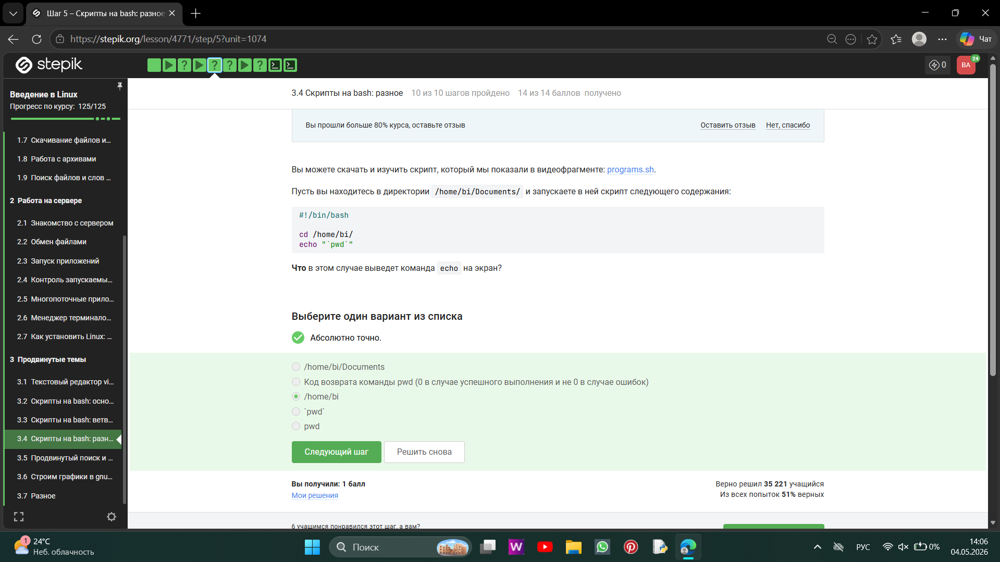 Шаг 5 – Скрипты на bash: разное
https://stepik.org/lesson/4771/step/5?unit=1074
Чат
stepik
0
ВА
24
Введение в Linux
Прогресс по курсу: 125/125
1.7 Скачивание файлов и...
1.8 Работа с архивами
1.9 Поиск файлов и слов ...
2 Работа на сервере
2.1 Знакомство с сервером
2.2 Обмен файлами
2.3 Запуск приложений
2.4 Контроль запускаемы...
2.5 Многопоточные прило...
2.6 Менеджер терминало...
2.7 Как установить Linux: ...
3 Продвинутые темы
3.1 Текстовый редактор vi...
3.2 Скрипты на bash: осно...
3.3 Скрипты на bash: ветв...
3.4 Скрипты на bash: разн...
3.5 Продвинутый поиск и ...
3.6 Строим графики в gnu...
3.7 Разное
3.4 Скрипты на bash: разное 10 из 10 шагов пройдено 14 из 14 баллов получено
Вы прошли больше 80% курса, оставьте отзыв Оставить отзыв Нет, спасибо
Вы можете скачать и изучить скрипт, который мы показали в видеофрагменте: programs.sh.
Пусть вы находитесь в директории /home/bi/Documents/ и запускаете в ней скрипт следующего содержания:
#!/bin/bash
cd /home/bi/
echo "`pwd`"
Что в этом случае выведет команда echo на экран?
Выберите один вариант из списка
Абсолютно точно.
/home/bi/Documents
Код возврата команды pwd (0 в случае успешного выполнения и не 0 в случае ошибок)
/home/bi
`pwd`
pwd
Следующий шаг Решить снова
Вы получили: 1 балл
Мои решения
Верно решил 35 221 учащийся
Из всех попыток 51% верных
6 учащимся понравился этот шаг, а вам?
1
24°C
Неб. облачность
Поиск
W
РУС
0%
14:06
04.05.2026